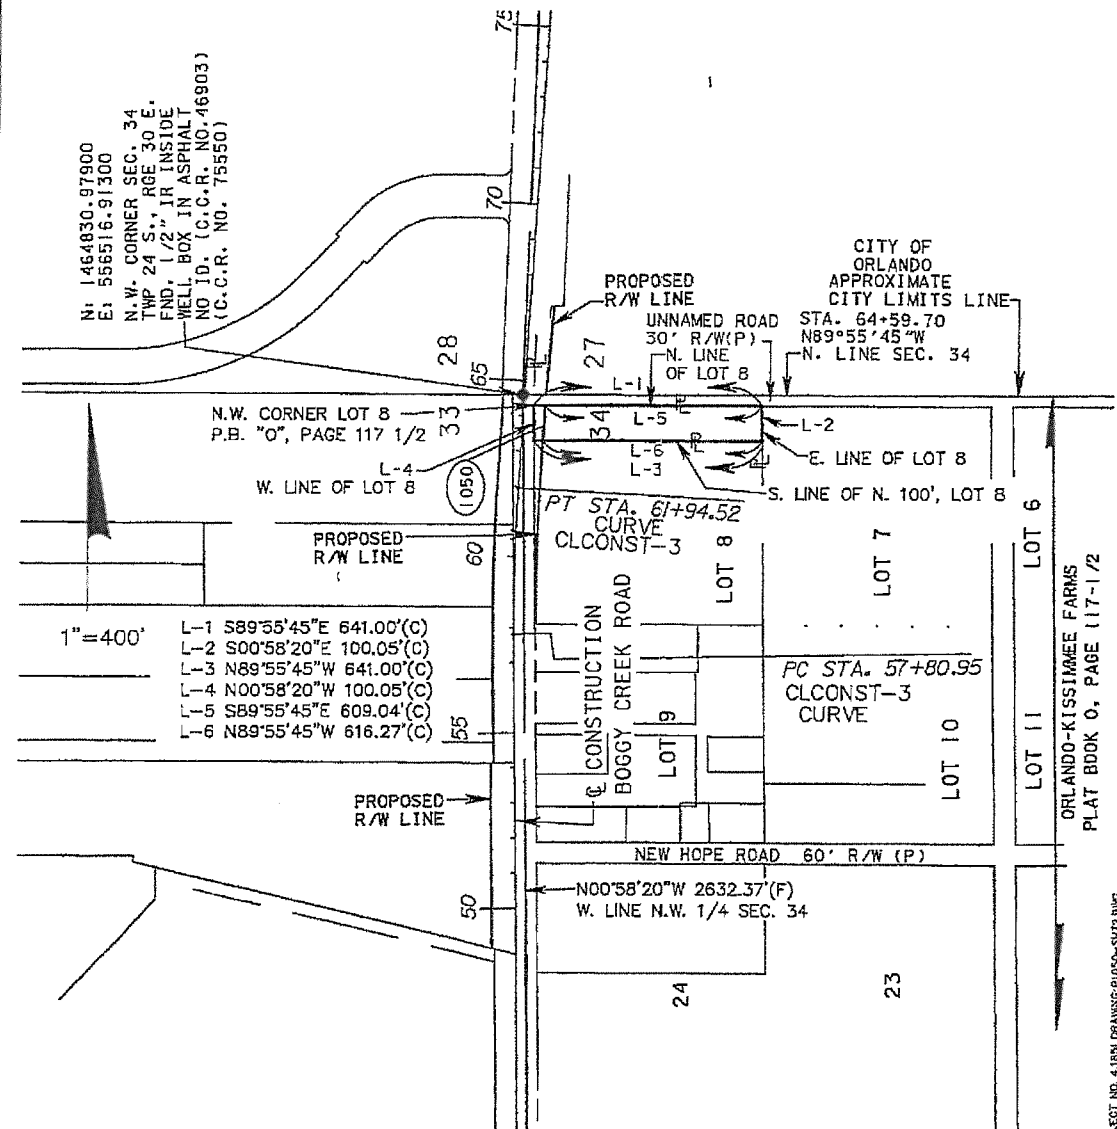 N: 1464830.97900
E: 556516.91300
N.W. CORNER SEC. 34
TWP 24 S., RGE 30 E.
FND. 1/2" IR INSIDE
WELL BOX IN ASPHALT
NO ID. (C.C.R. NO.46903)
(C.C.R. NO. 75550)
75
70
65
60
55
50
28
27
33
34
CITY OF
ORLANDO
APPROXIMATE
CITY LIMITS LINE
PROPOSED
R/W LINE
UNNAMED ROAD
30' R/W(P)
N. LINE
OF LOT 8
STA. 64+59.70
N89°55'45"W
N. LINE SEC. 34
L-1
L-5
L-2
L-6
L-3
N.W. CORNER LOT 8
P.B. "O", PAGE 117 1/2
L-4
W. LINE OF LOT 8
1050
E. LINE OF LOT 8
S. LINE OF N. 100', LOT 8
PT STA. 61+94.52
CURVE
CLCONST-3
PROPOSED
R/W LINE
LOT 8
LOT 7
LOT 6
1"=400'
L-1 S89°55'45"E 641.00'(C)
L-2 S00°58'20"E 100.05'(C)
L-3 N89°55'45"W 641.00'(C)
L-4 N00°58'20"W 100.05'(C)
L-5 S89°55'45"E 609.04'(C)
L-6 N89°55'45"W 616.27'(C)
PC STA. 57+80.95
CLCONST-3
CURVE
℄ CONSTRUCTION
BOGGY CREEK ROAD
LOT 9
LOT 10
LOT 11
ORLANDO-KISSIMMEE FARMS
PLAT BOOK O, PAGE 117-1/2
PROPOSED
R/W LINE
NEW HOPE ROAD 60' R/W (P)
N00°58'20"W 2632.37'(F)
W. LINE N.W. 1/4 SEC. 34
24
23